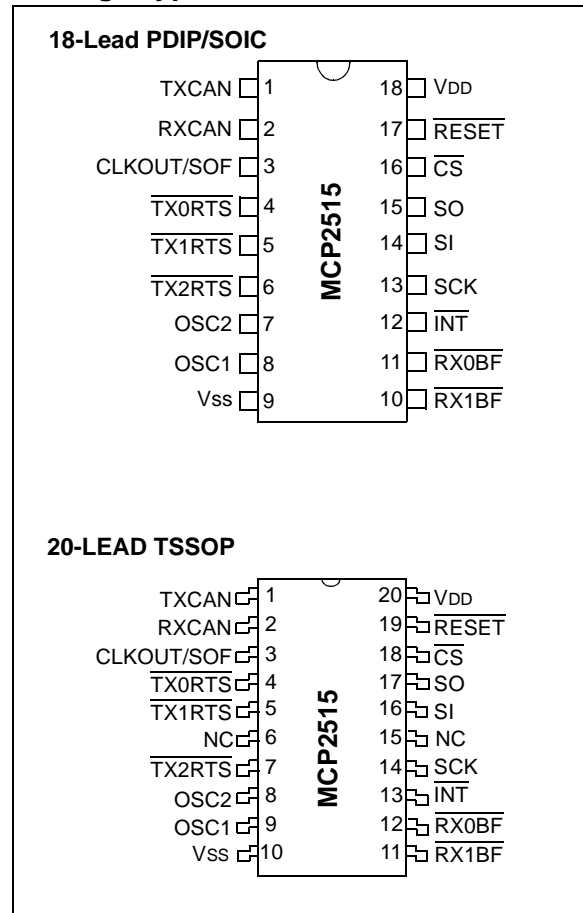 18-Lead PDIP/SOIC
TXCAN 1 18 VDD
RXCAN 2 17 RESET
CLKOUT/SOF 3 16 CS
TX0RTS 4 15 SO
TX1RTS 5 14 SI
TX2RTS 6 13 SCK
OSC2 7 12 INT
OSC1 8 11 RX0BF
Vss 9 10 RX1BF
MCP2515
20-LEAD TSSOP
TXCAN 1 20 VDD
RXCAN 2 19 RESET
CLKOUT/SOF 3 18 CS
TX0RTS 4 17 SO
TX1RTS 5 16 SI
NC 6 15 NC
TX2RTS 7 14 SCK
OSC2 8 13 INT
OSC1 9 12 RX0BF
Vss 10 11 RX1BF
MCP2515